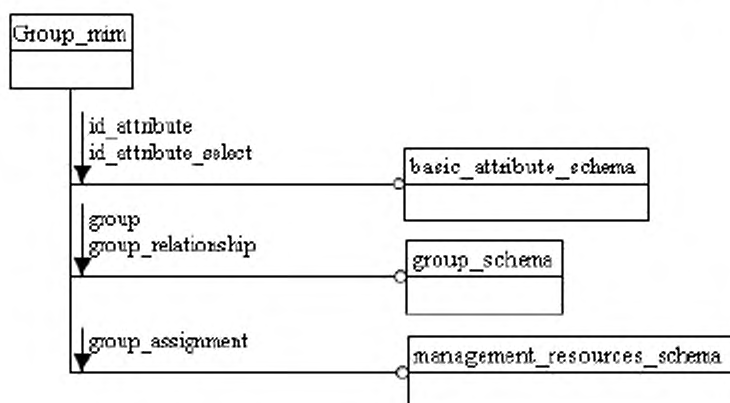 Group_mim
id_attribute
id_attribute_select
basic_attribute_schema
group
group_relationship
group_schema
group_assignment
management_resources_schema